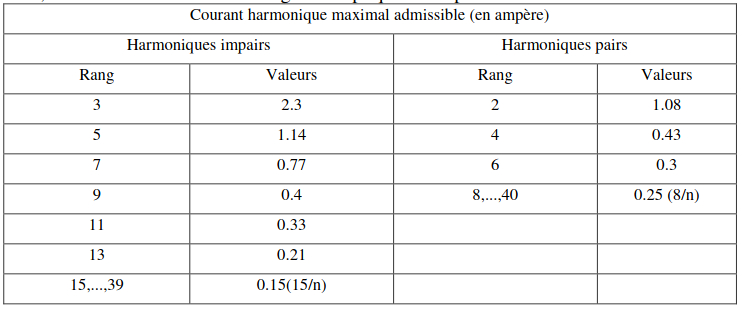 Courant harmonique maximal admissible (en ampère)
Harmoniques impairs Harmoniques pairs
Rang Valeurs Rang Valeurs
3 2.3 2 1.08
5 1.14 4 0.43
7 0.77 6 0.3
9 0.4 8,...,40 0.25 (8/n)
11 0.33
13 0.21
15,...,39 0.15(15/n)